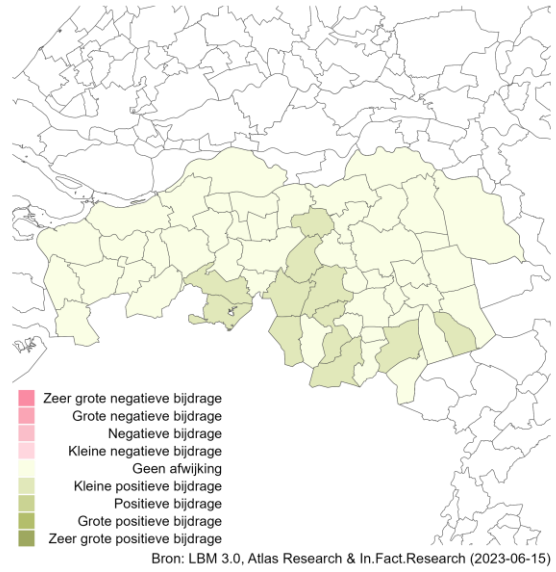 Zeer grote negatieve bijdrage
Grote negatieve bijdrage
Negatieve bijdrage
Kleine negatieve bijdrage
Geen afwijking
Kleine positieve bijdrage
Positieve bijdrage
Grote positieve bijdrage
Zeer grote positieve bijdrage
Bron: LBM 3.0, Atlas Research & In.Fact.Research (2023-06-15)